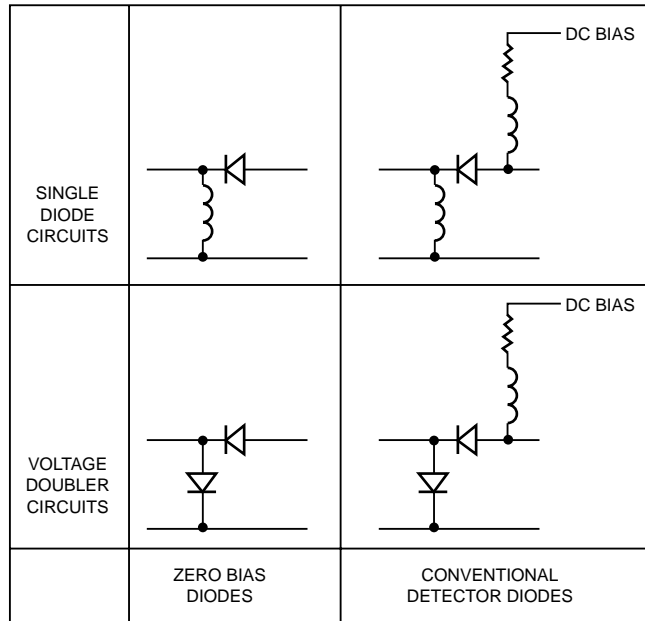 DC BIAS
SINGLE
DIODE
CIRCUITS
DC BIAS
VOLTAGE
DOUBLER
CIRCUITS
ZERO BIAS
DIODES
CONVENTIONAL
DETECTOR DIODES